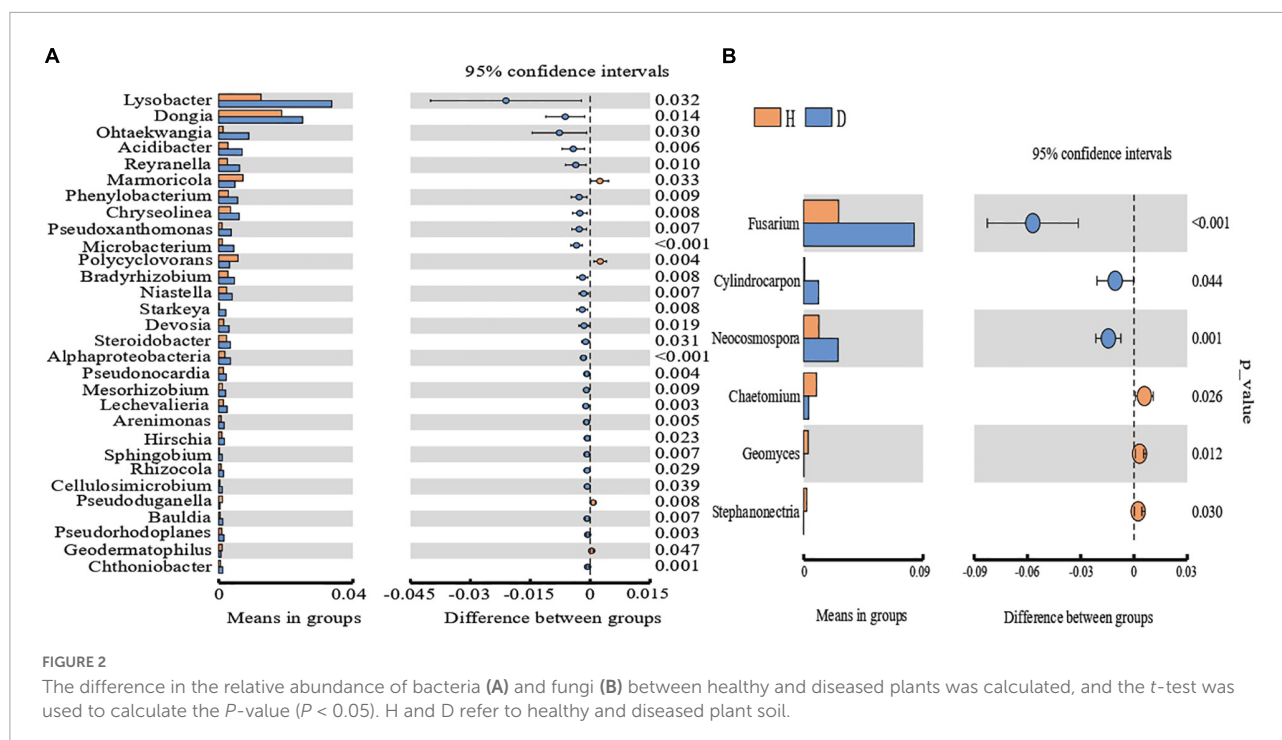 A
95% confidence intervals
Lysobacter 0.032
Dongia 0.014
Ohtaekwangia 0.030
Acidibacter 0.006
Reyranella 0.010
Marmoricola 0.033
Phenylobacterium 0.009
Chryseolinea 0.008
Pseudoxanthomonas 0.007
Microbacterium <0.001
Polycyclovorans 0.004
Bradyrhizobium 0.008
Niastella 0.007
Starkeya 0.008
Devosia 0.019
Steroidobacter 0.031
Alphaproteobacteria <0.001
Pseudonocardia 0.004
Mesorhizobium 0.009
Lechevalieria 0.003
Arenimonas 0.005
Hirschia 0.023
Sphingobium 0.007
Rhizocola 0.029
Cellulosimicrobium 0.039
Pseudoduganella 0.008
Bauldia 0.007
Pseudorhodoplanes 0.003
Geodermatophilus 0.047
Chthoniobacter 0.001
0 0.04 -0.045 -0.03 -0.015 0 0.015
Means in groups Difference between groups
B
H D
95% confidence intervals
Fusarium <0.001
Cylindrocarpon 0.044
Neocosmospora 0.001
Chaetomium 0.026
Geomyces 0.012
Stephanonectria 0.030
P_value
0 0.09 -0.09 -0.06 -0.03 0 0.03
Means in groups Difference between groups
FIGURE 2
The difference in the relative abundance of bacteria (A) and fungi (B) between healthy and diseased plants was calculated, and the t-test was
used to calculate the P-value (P < 0.05). H and D refer to healthy and diseased plant soil.